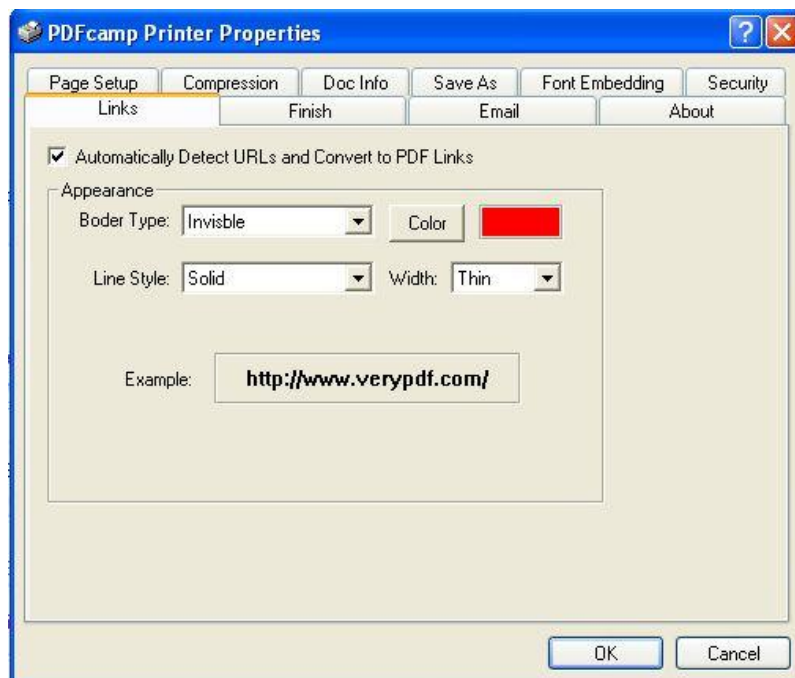 PDFcamp Printer Properties
Page Setup Compression Doc Info Save As Font Embedding Security
Links Finish Email About
Automatically Detect URLs and Convert to PDF Links
Appearance
Boder Type: Invisble Color
Line Style: Solid Width: Thin
Example: http://www.verypdf.com/
OK Cancel